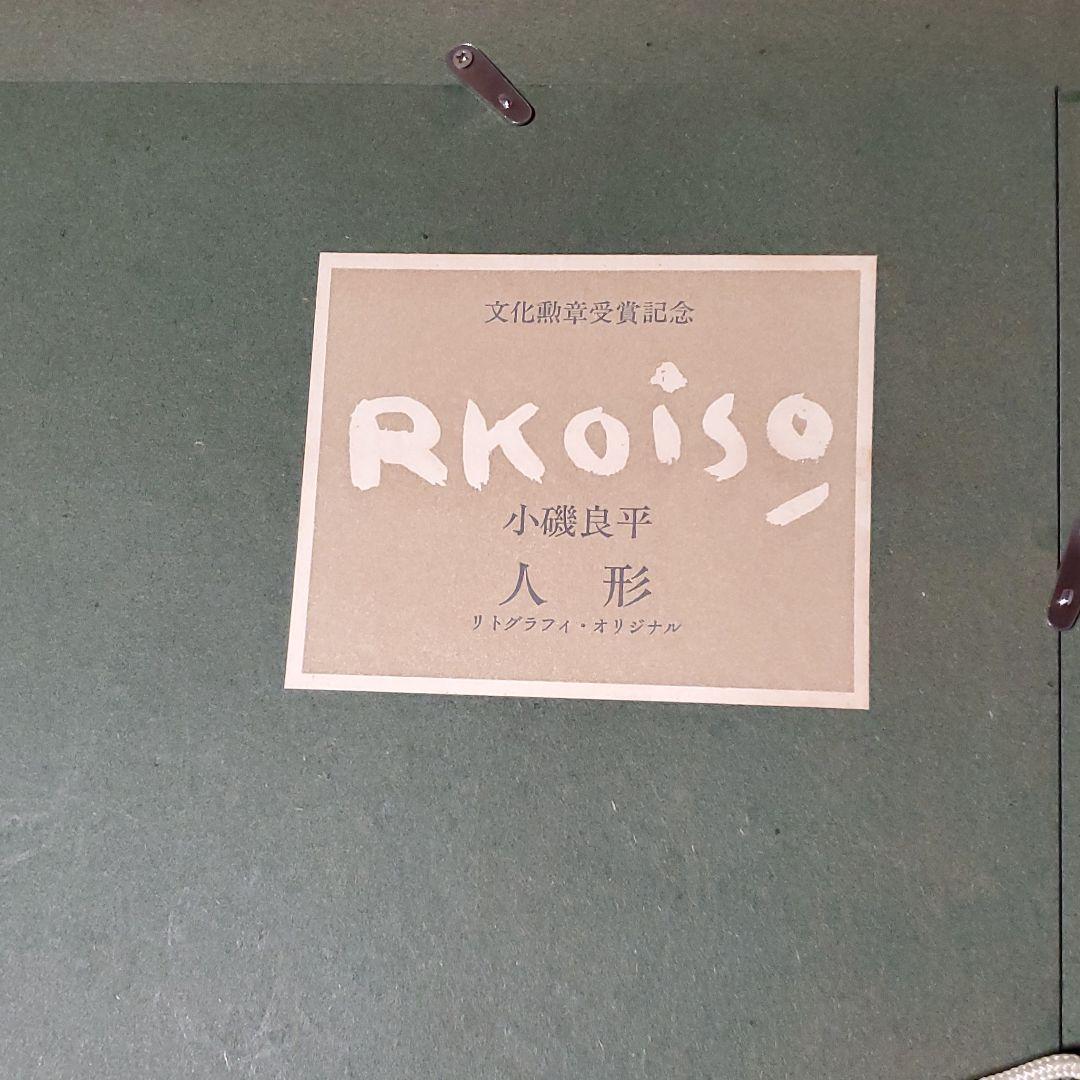 文化勲章受賞記念
RKoiso
小磯良平
人　形
リトグラフィ・オリジナル